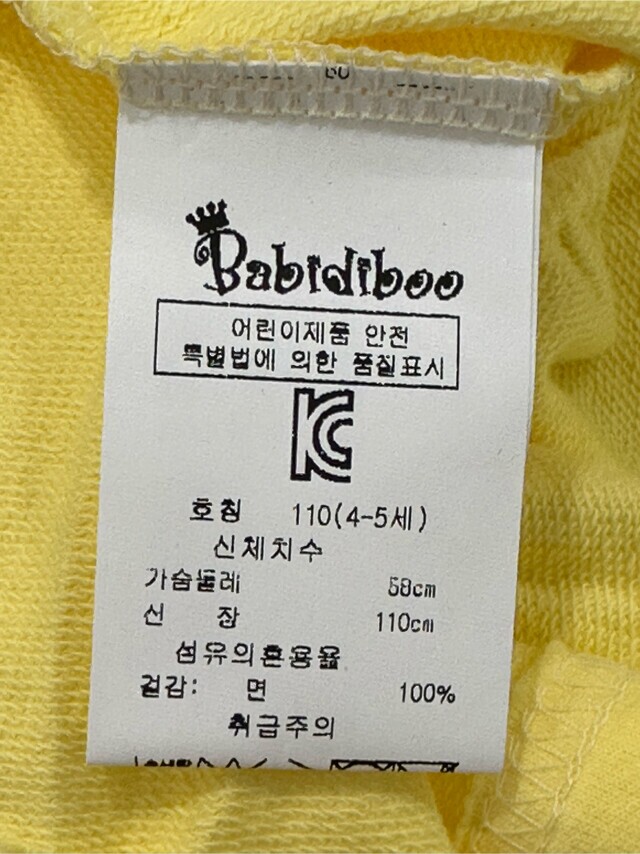 Babidiboo
어린이제품 안전
특별법에 의한 품질표시
KC
호칭 110(4-5세)
신체치수
가슴둘레 58cm
신 장 110cm
섬유의혼용율
겉감: 면 100%
취급주의